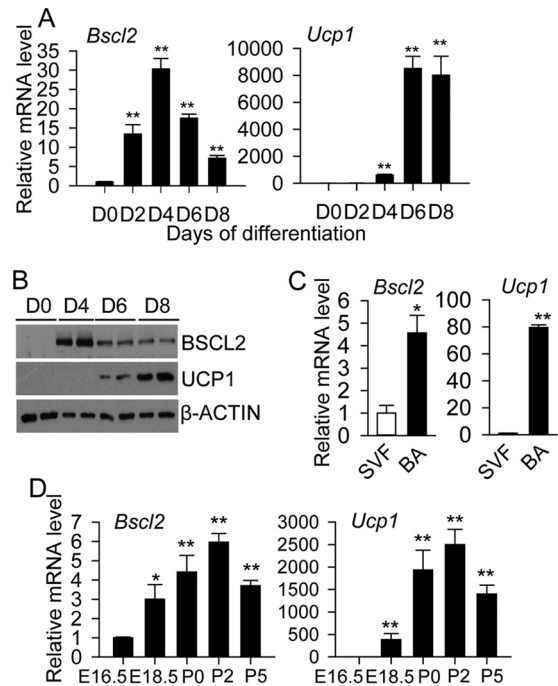 A
Bscl2
Ucp1
Relative mRNA level
35
30
25
20
15
10
5
0
**
**
**
**
D0 D2 D4 D6 D8
10000
8000
6000
4000
2000
0
**
**
**
D0 D2 D4 D6 D8
Days of differentiation
B
D0 D4 D6 D8
BSCL2
UCP1
β-ACTIN
C
Bscl2
Ucp1
Relative mRNA level
6
5
4
3
2
1
0
*
SVF BA
100
80
60
40
20
0
**
SVF BA
D
Bscl2
Ucp1
Relative mRNA level
7
6
5
4
3
2
1
0
*
**
**
**
E16.5 E18.5 P0 P2 P5
3000
2500
2000
1500
1000
500
0
**
**
**
**
E16.5 E18.5 P0 P2 P5